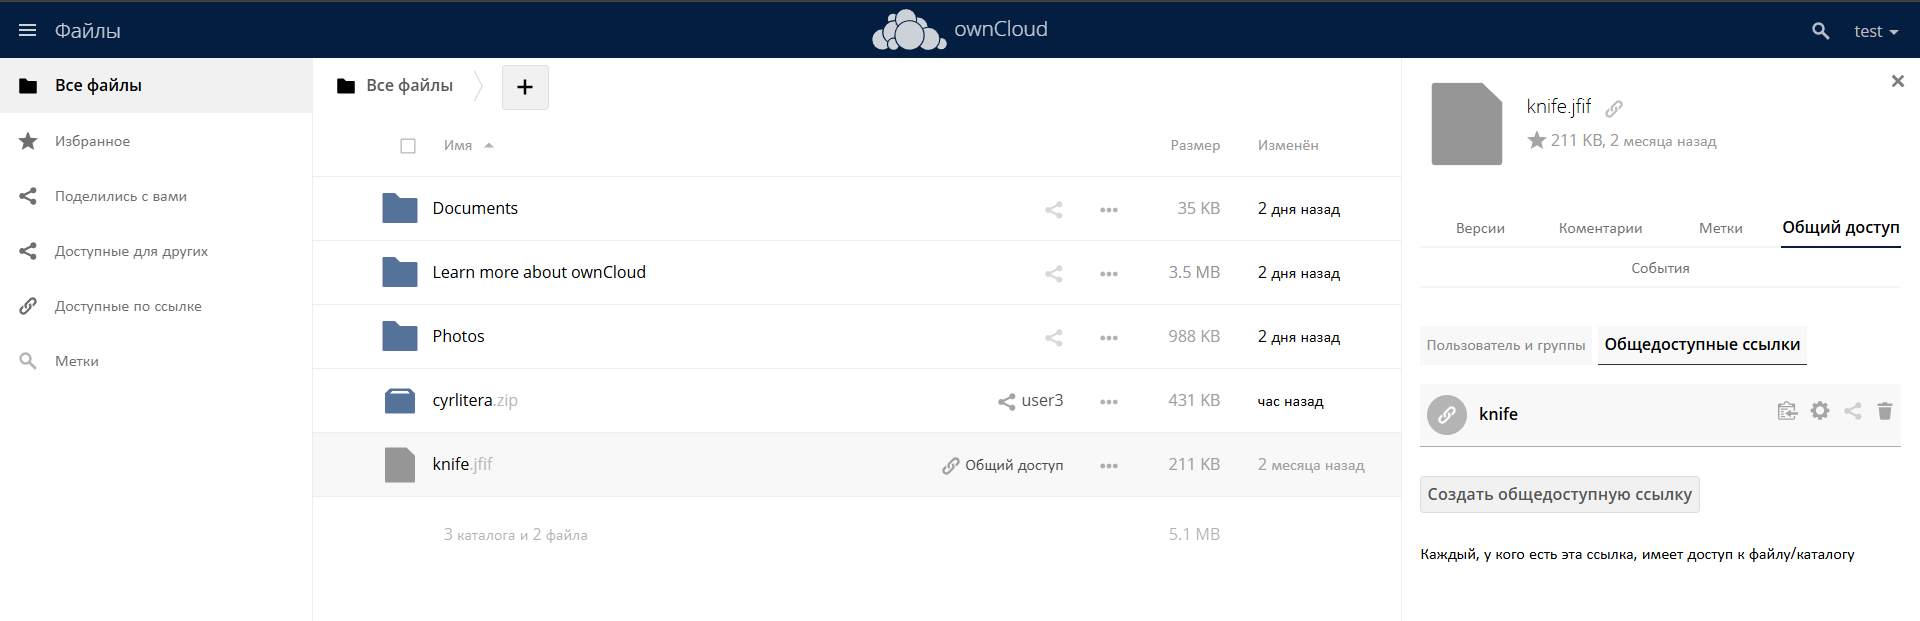 Файлы
ownCloud
test
Все файлы
Избранное
Поделились с вами
Доступные для других
Доступные по ссылке
Метки
Все файлы
+
Имя Размер Изменён
Documents 35 KB 2 дня назад
Learn more about ownCloud 3.5 MB 2 дня назад
Photos 988 KB 2 дня назад
cyrlitera.zip user3 431 KB час назад
knife.jfif Общий доступ 211 KB 2 месяца назад
3 каталога и 2 файла 5.1 MB
knife.jfif
211 KB, 2 месяца назад
Версии Коментарии Метки Общий доступ
События
Пользователь и группы Общедоступные ссылки
knife
Создать общедоступную ссылку
Каждый, у кого есть эта ссылка, имеет доступ к файлу/каталогу